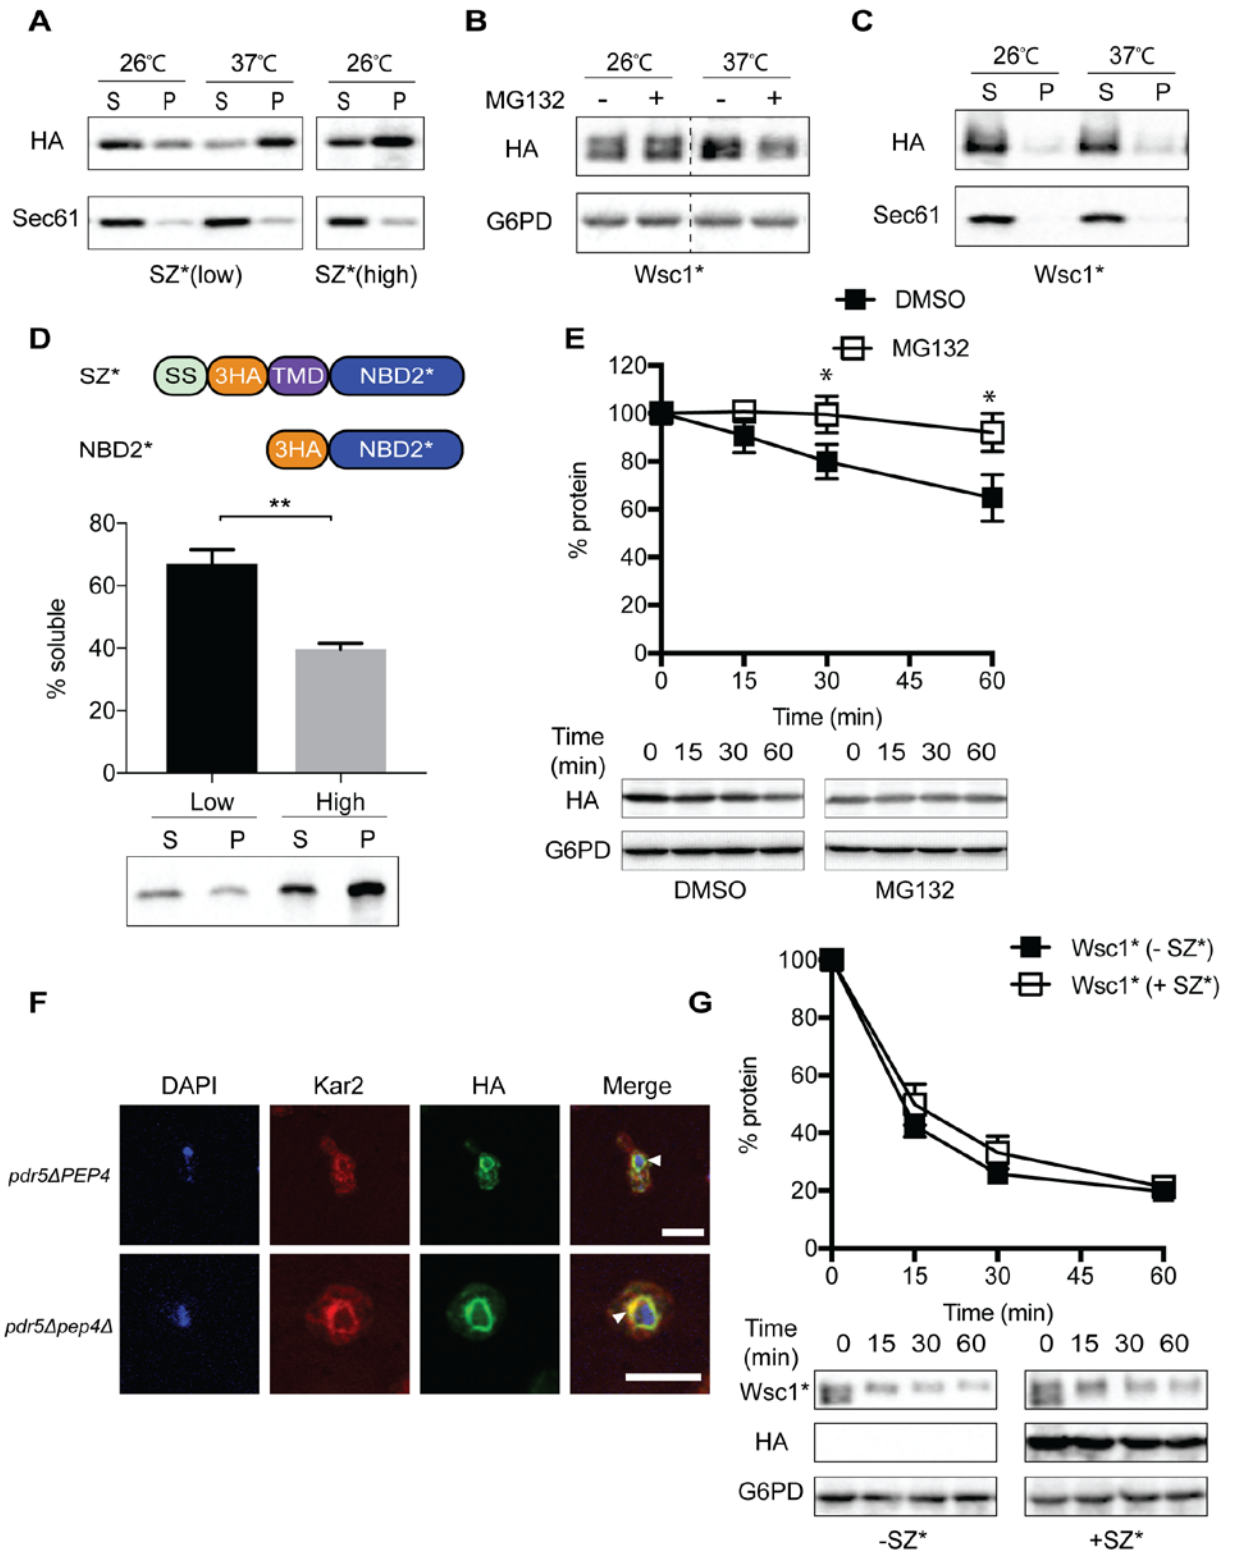 A
26°C 37°C 26°C
S P S P S P
HA
Sec61
SZ*(low) SZ*(high)
B
26°C 37°C
MG132 - + - +
HA
G6PD
Wsc1*
C
26°C 37°C
S P S P
HA
Sec61
Wsc1*
D
SZ* SS 3HA TMD NBD2*
NBD2* 3HA NBD2*
**
80
60
40
20
0
% soluble
Low High
S P S P
E
DMSO
MG132
120
100
80
60
40
20
0
% protein
* *
0 15 30 45 60
Time (min)
Time
(min)
0 15 30 60 0 15 30 60
HA
G6PD
DMSO MG132
F
DAPI Kar2 HA Merge
pdr5ΔPEP4
pdr5Δpep4Δ
G
Wsc1* (- SZ*)
Wsc1* (+ SZ*)
100
80
60
40
20
0
% protein
0 15 30 45 60
Time (min)
Time
(min)
0 15 30 60 0 15 30 60
Wsc1*
HA
G6PD
-SZ* +SZ*